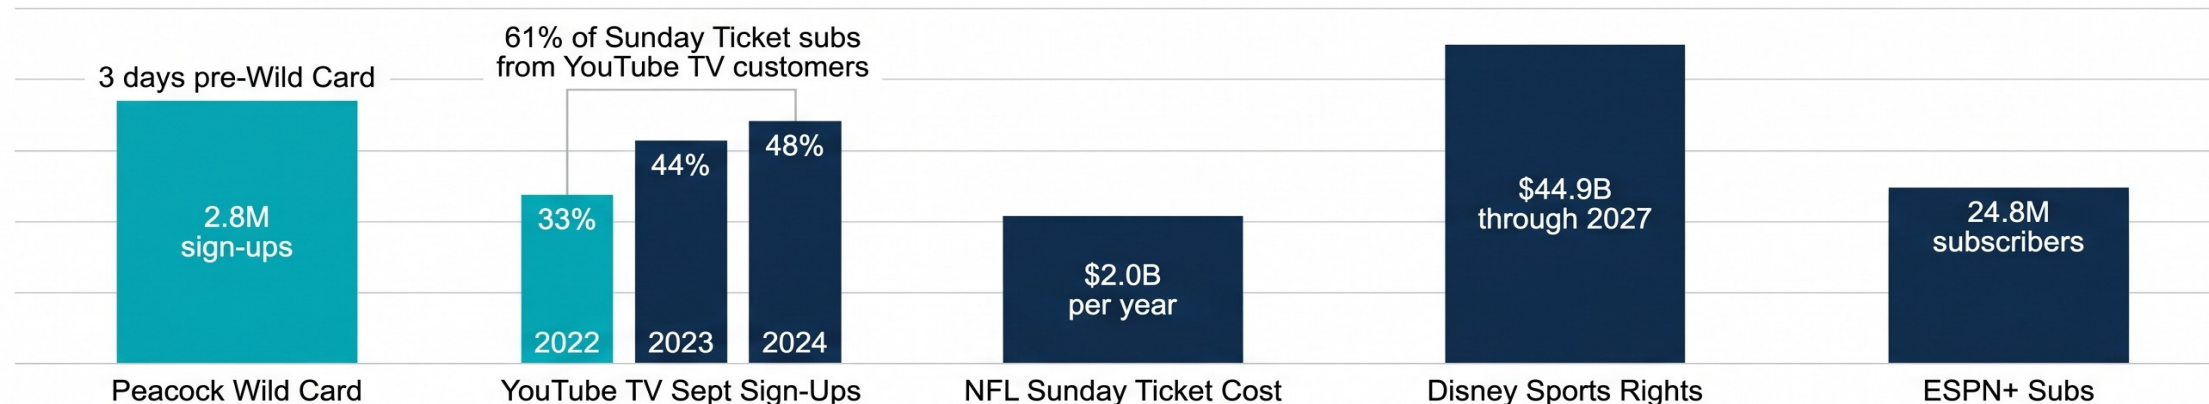 3 days pre-Wild Card
2.8M
sign-ups
Peacock Wild Card
61% of Sunday Ticket subs
from YouTube TV customers
33%
2022
44%
2023
48%
2024
YouTube TV Sept Sign-Ups
$2.0B
per year
NFL Sunday Ticket Cost
$44.9B
through 2027
Disney Sports Rights
24.8M
subscribers
ESPN+ Subs